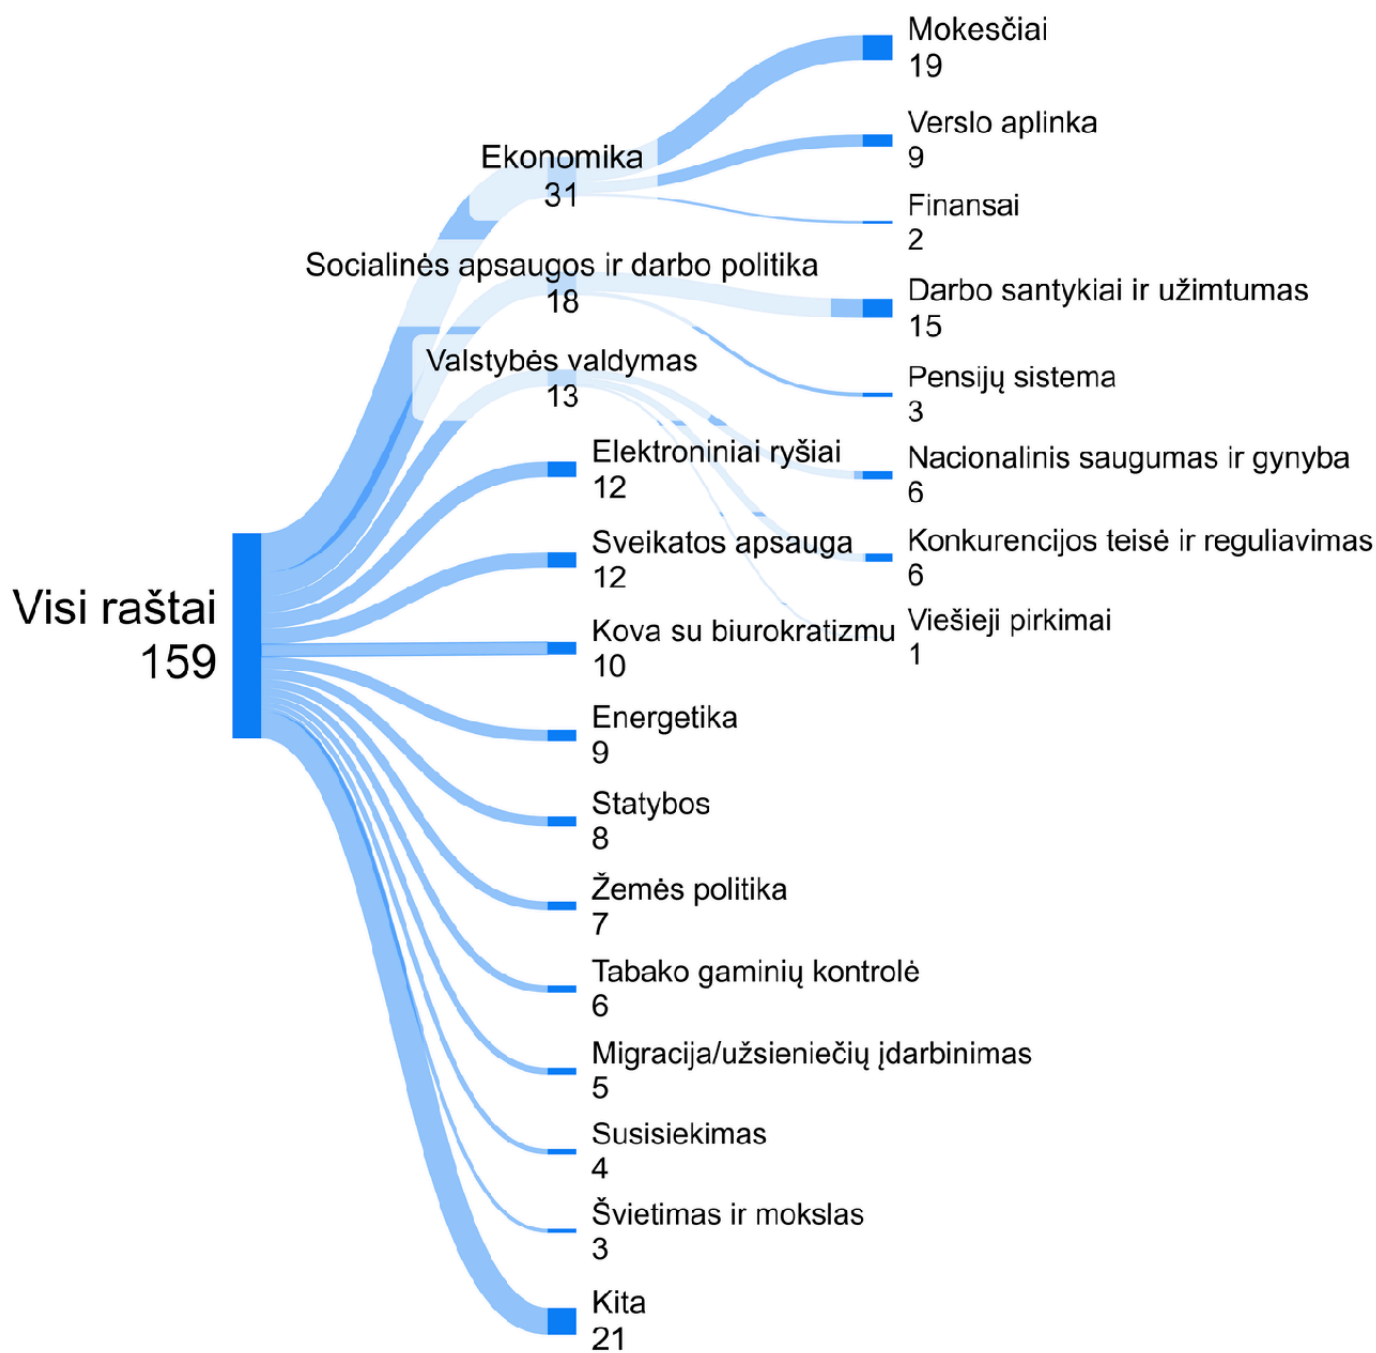 Visi raštai
159
Ekonomika
31
Socialinės apsaugos ir darbo politika
18
Valstybės valdymas
13
Elektroniniai ryšiai
12
Sveikatos apsauga
12
Kova su biurokratizmu
10
Energetika
9
Statybos
8
Žemės politika
7
Tabako gaminių kontrolė
6
Migracija/užsieniečių įdarbinimas
5
Susisiekimas
4
Švietimas ir mokslas
3
Kita
21
Mokesčiai
19
Verslo aplinka
9
Finansai
2
Darbo santykiai ir užimtumas
15
Pensijų sistema
3
Nacionalinis saugumas ir gynyba
6
Konkurencijos teisė ir reguliavimas
6
Viešieji pirkimai
1